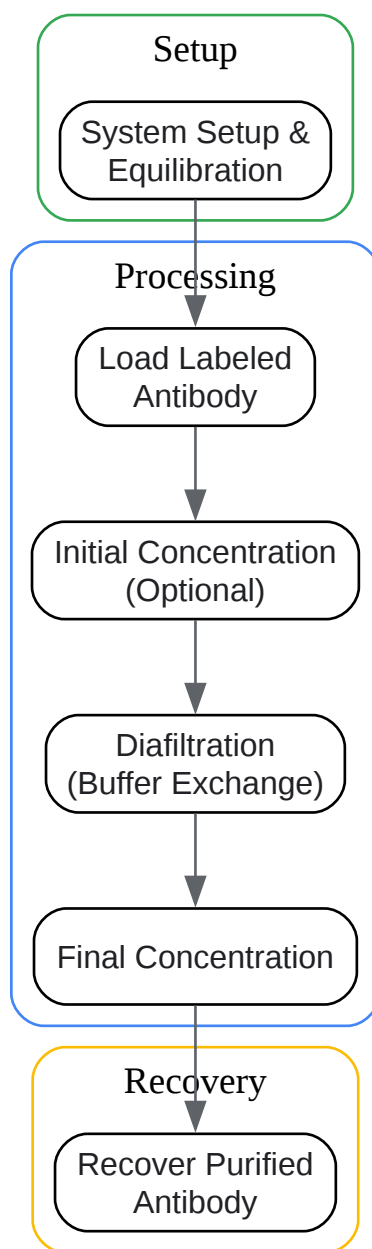 Setup
System Setup &
Equilibration
Processing
Load Labeled
Antibody
Initial Concentration
(Optional)
Diafiltration
(Buffer Exchange)
Final Concentration
Recovery
Recover Purified
Antibody